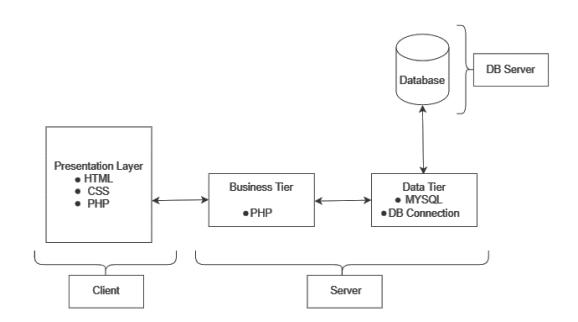 Database
DB Server
Presentation Layer
HTML
CSS
PHP
Business Tier
PHP
Data Tier
MYSQL
DB Connection
Client
Server